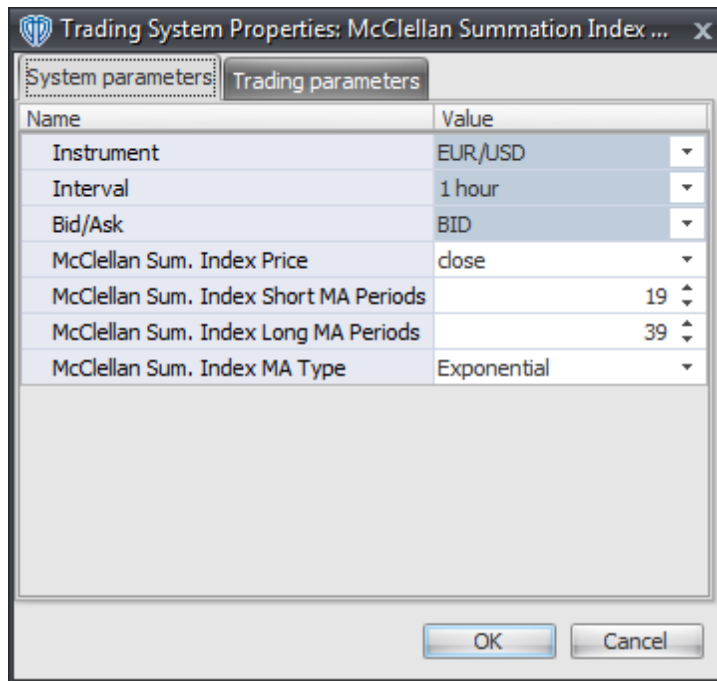 Trading System Properties: McClellan Summation Index ... x
System parameters Trading parameters
Name Value
Instrument EUR/USD
Interval 1 hour
Bid/Ask BID
McClellan Sum. Index Price close
McClellan Sum. Index Short MA Periods 19
McClellan Sum. Index Long MA Periods 39
McClellan Sum. Index MA Type Exponential
OK Cancel